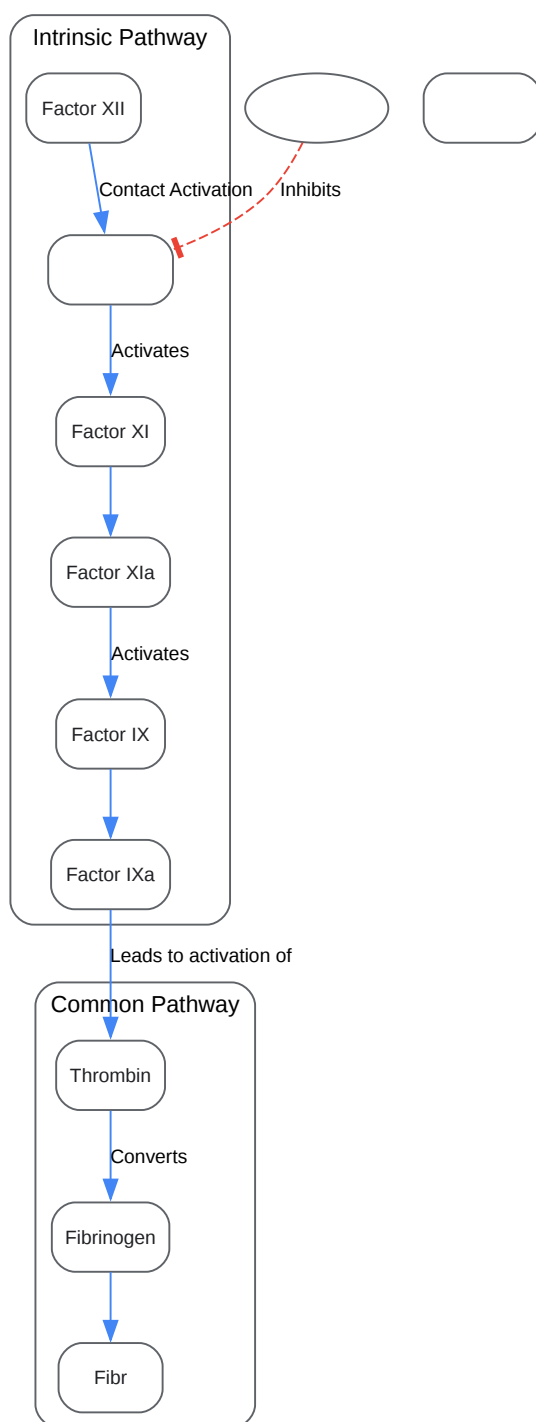 Intrinsic Pathway
Factor XII
Contact Activation
Inhibits
Activates
Factor XI
Factor XIa
Activates
Factor IX
Factor IXa
Leads to activation of
Common Pathway
Thrombin
Converts
Fibrinogen
Fibr